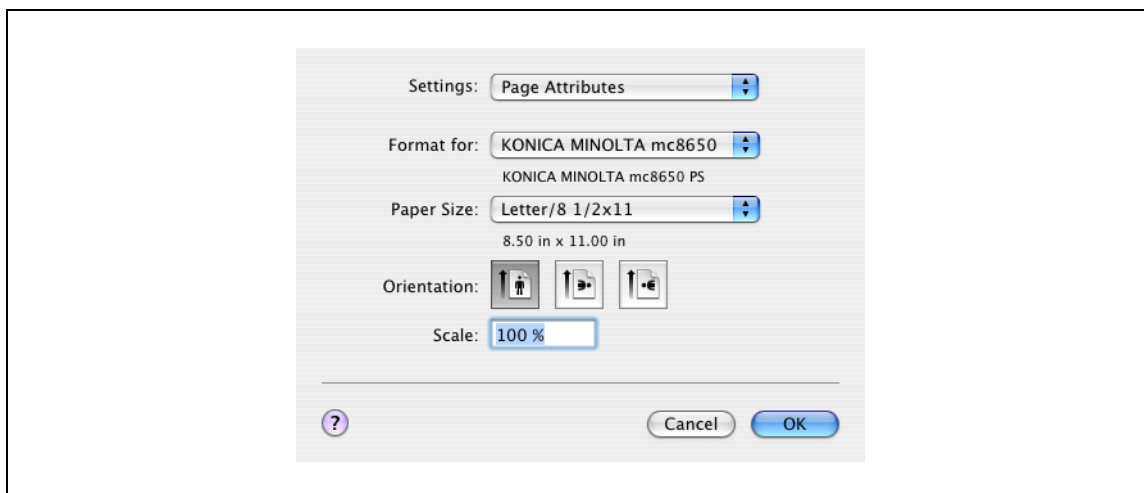 Settings: Page Attributes
Format for: KONICA MINOLTA mc8650
KONICA MINOLTA mc8650 PS
Paper Size: Letter/8 1/2x11
8.50 in x 11.00 in
Orientation:
Scale: 100 %
? Cancel OK